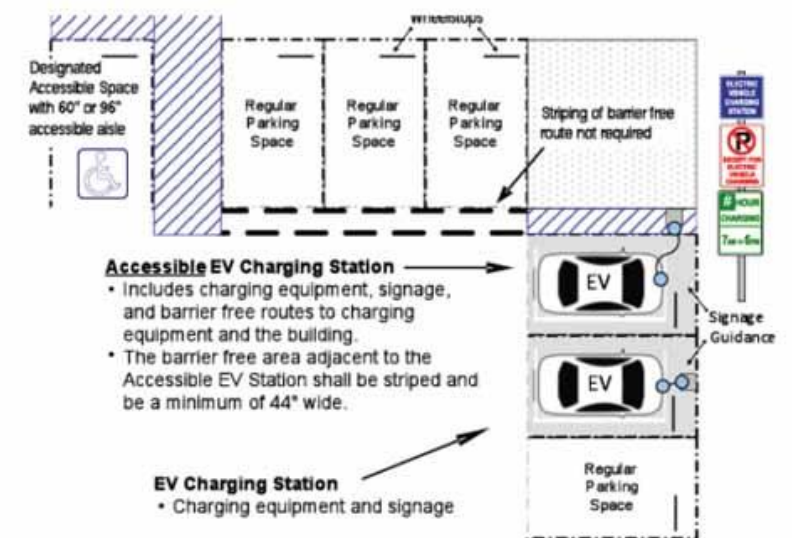 Wheelstops
Designated
Accessible Space
with 60" or 96"
accessible aisle
Regular
Parking
Space
Regular
Parking
Space
Regular
Parking
Space
Striping of barrier free
route not required
ELECTRIC
VEHICLE
CHARGING
STATION
P
EXCEPT FOR
ELECTRIC
VEHICLE
CHARGING
# HOUR
CHARGING
7AM - 6PM
Accessible EV Charging Station
• Includes charging equipment, signage,
and barrier free routes to charging
equipment and the building.
• The barrier free area adjacent to the
Accessible EV Station shall be striped and
be a minimum of 44" wide.
EV
Signage
Guidance
EV
EV Charging Station
• Charging equipment and signage
Regular
Parking
Space